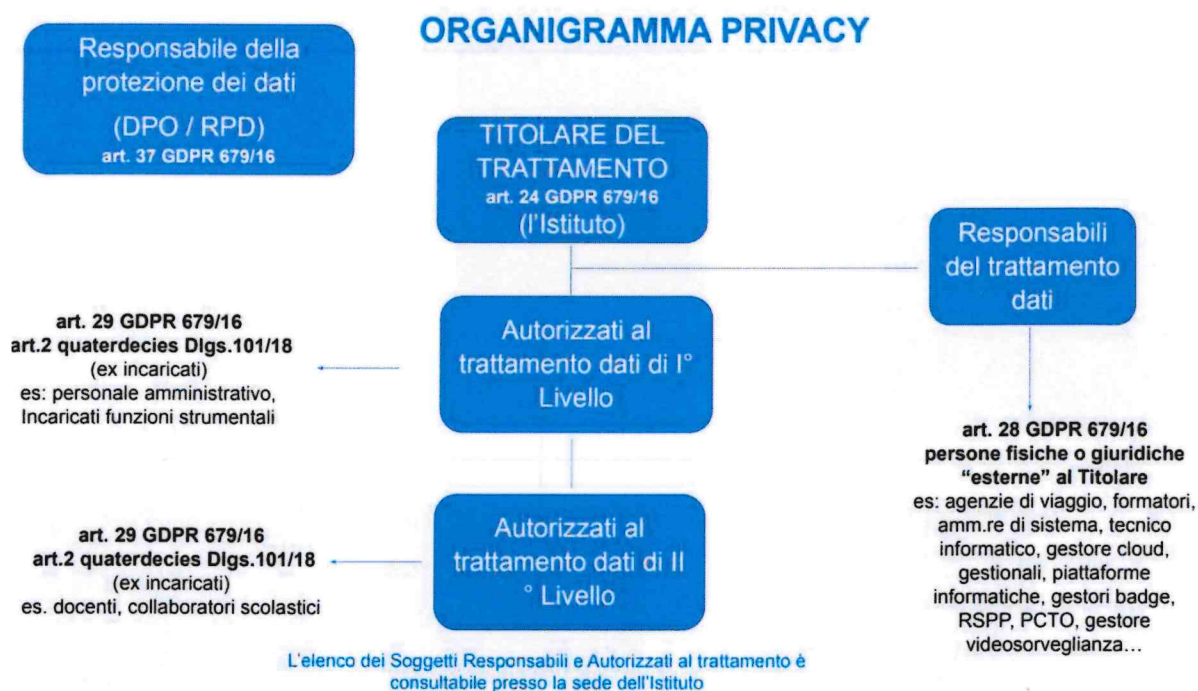 ORGANIGRAMMA PRIVACY
Responsabile della
protezione dei dati
(DPO / RPD)
art. 37 GDPR 679/16
TITOLARE DEL
TRATTAMENTO
art. 24 GDPR 679/16
(l'Istituto)
Responsabili
del trattamento
dati
art. 29 GDPR 679/16
art.2 quaterdecies Dlgs.101/18
(ex incaricati)
es: personale amministrativo,
Incaricati funzioni strumentali
Autorizzati al
trattamento dati di I°
Livello
art. 28 GDPR 679/16
persone fisiche o giuridiche
“esterne” al Titolare
es: agenzie di viaggio, formatori,
amm.re di sistema, tecnico
informatico, gestore cloud,
gestionali, piattaforme
informatiche, gestori badge,
RSPP, PCTO, gestore
videosorveglianza…
art. 29 GDPR 679/16
art.2 quaterdecies Dlgs.101/18
(ex incaricati)
es. docenti, collaboratori scolastici
Autorizzati al
trattamento dati di II
° Livello
L'elenco dei Soggetti Responsabili e Autorizzati al trattamento è
consultabile presso la sede dell'Istituto